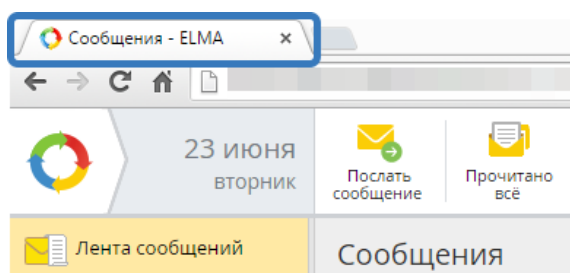 Сообщения - ELMA
23 июня
вторник
Послать
сообщение
Прочитано
всё
Лента сообщений
Сообщения